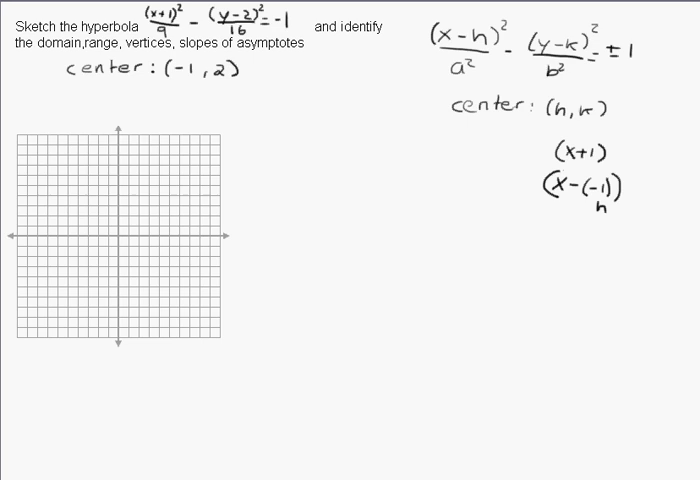 Sketch the hyperbola (x+1)²/9 - (y-2)²/16 = -1 and identify
the domain,range, vertices, slopes of asymptotes
center: (-1, 2)
(x-h)²/a² - (y-k)²/b² = ±1
center: (h, k)
(x+1)
(x-(-1))
h